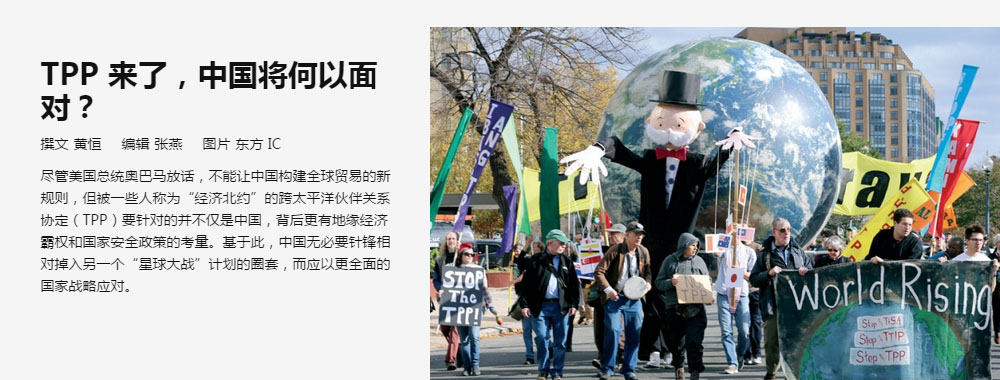 TPP 来了，中国将何以面
对？
撰文 黄恒 编辑 张燕 图片 东方 IC
尽管美国总统奥巴马放话，不能让中国构建全球贸易的新
规则，但被一些人称为“经济北约”的跨太平洋伙伴关系
协定（TPP）要针对的并不仅是中国，背后更有地缘经济
霸权和国家安全政策的考量。基于此，中国无必要针锋相
对掉入另一个“星球大战”计划的圈套，而应以更全面的
国家战略应对。
STOP
The
TPP!
World Rising
Stop TiSA
Stop TTIP
Stop TPP